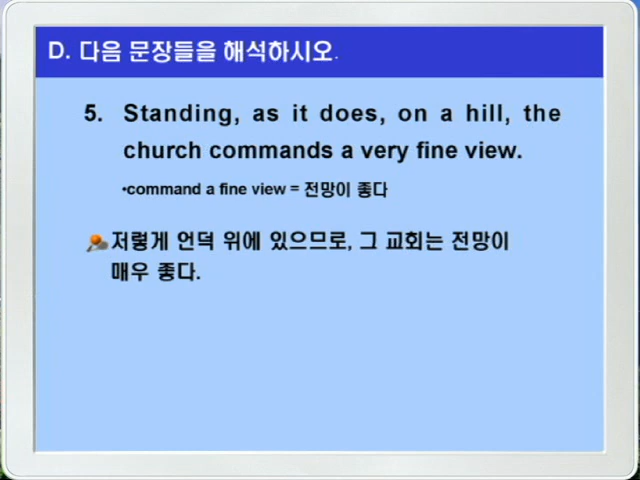 D. 다음 문장들을 해석하시오.
5. Standing, as it does, on a hill, the
church commands a very fine view.
•command a fine view = 전망이 좋다
저렇게 언덕 위에 있으므로, 그 교회는 전망이
매우 좋다.